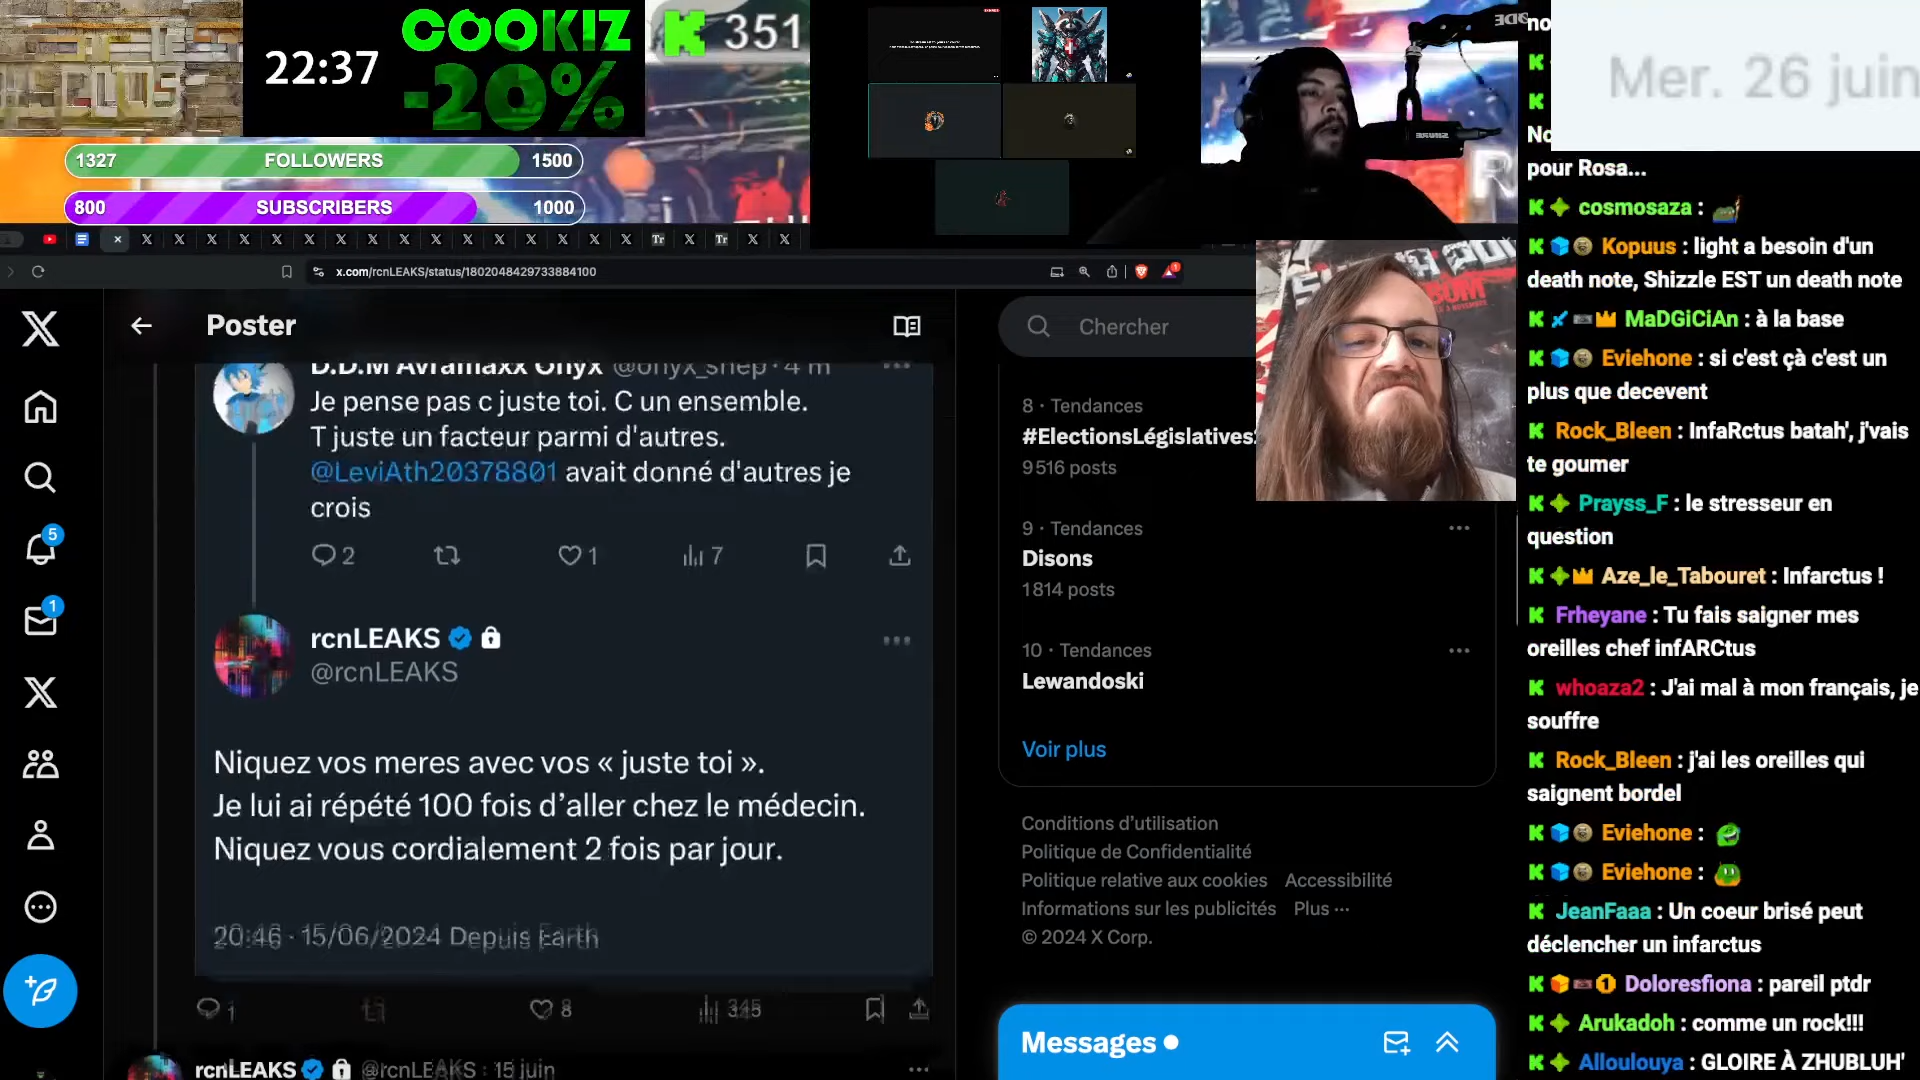 22:37
COOKIZ
-20%
351
1327 FOLLOWERS 1500
800 SUBSCRIBERS 1000
Mer. 26 juin
x.com/rcnLEAKS/status/1802048429733884100
Poster
D.D.M Avramaxx Onyx @onyx_shep · 4 m
Je pense pas c juste toi. C un ensemble.
T juste un facteur parmi d'autres.
@LeviAth20378801 avait donné d'autres je
crois
2
1
7
rcnLEAKS
@rcnLEAKS
Niquez vos meres avec vos « juste toi ».
Je lui ai répété 100 fois d’aller chez le médecin.
Niquez vous cordialement 2 fois par jour.
20:46 · 15/06/2024 Depuis Earth
1
8
345
rcnLEAKS @rcnLEAKS · 15 juin
5
1
Chercher
8 · Tendances
#ElectionsLégislatives
9 516 posts
9 · Tendances
Disons
1 814 posts
10 · Tendances
Lewandoski
Voir plus
Conditions d’utilisation
Politique de Confidentialité
Politique relative aux cookies Accessibilité
Informations sur les publicités Plus ···
© 2024 X Corp.
Messages
pour Rosa...
cosmosaza :
Kopuus : light a besoin d'un
death note, Shizzle EST un death note
MaDGiCiAn : à la base
Eviehone : si c'est çà c'est un
plus que decevent
Rock_Bleen : InfaRctus batah', j'vais
te goumer
Prayss_F : le stresseur en
question
Aze_le_Tabouret : Infarctus !
Frheyane : Tu fais saigner mes
oreilles chef infARCtus
whoaza2 : J'ai mal à mon français, je
souffre
Rock_Bleen : j'ai les oreilles qui
saignent bordel
Eviehone :
Eviehone :
JeanFaaa : Un coeur brisé peut
déclencher un infarctus
Doloresfiona : pareil ptdr
Arukadoh : comme un rock!!!
Alloulouya : GLOIRE À ZHUBLUH'